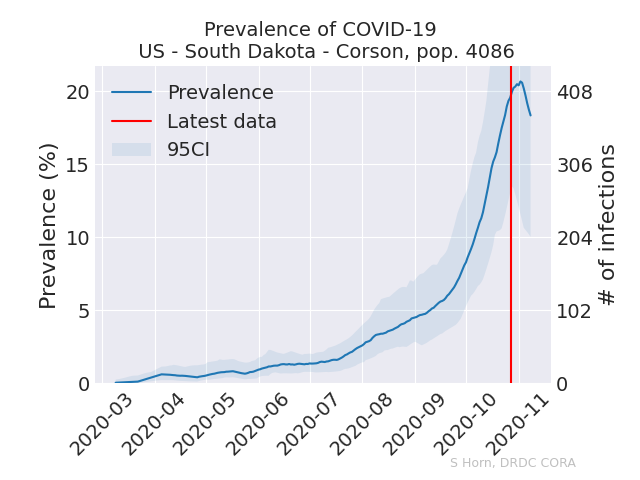 Prevalence of COVID-19
US - South Dakota - Corson, pop. 4086
Prevalence
Latest data
95CI
Prevalence (%)
20
15
10
5
0
408
306
204
102
0
# of infections
2020-03
2020-04
2020-05
2020-06
2020-07
2020-08
2020-09
2020-10
2020-11
S Horn, DRDC CORA